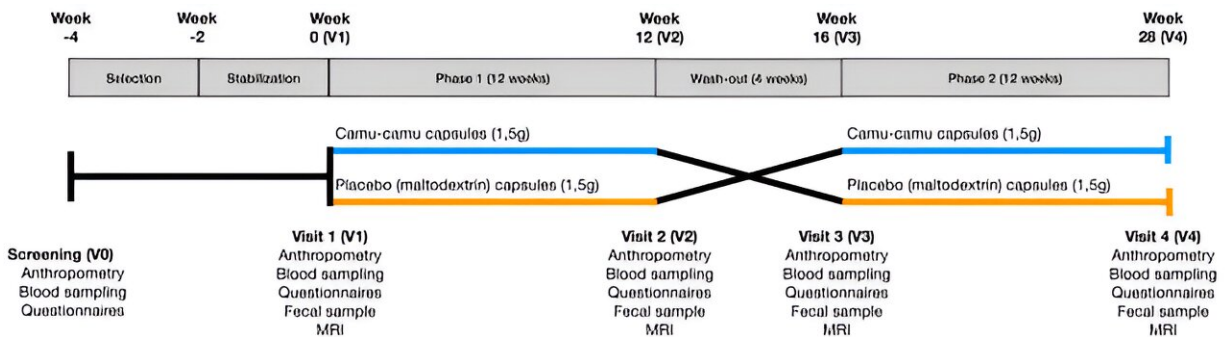 Week -4
Week -2
Week 0 (V1)
Week 12 (V2)
Week 16 (V3)
Week 28 (V4)
Selection
Stabilization
Phase 1 (12 weeks)
Wash-out (4 weeks)
Phase 2 (12 weeks)
Camu-camu capsules (1,5g)
Camu-camu capsules (1,5g)
Placebo (maltodextrin) capsules (1,5g)
Placebo (maltodextrin) capsules (1,5g)
Screening (V0)
Anthropometry
Blood sampling
Questionnaires
Visit 1 (V1)
Anthropometry
Blood sampling
Questionnaires
Fecal sample
MRI
Visit 2 (V2)
Anthropometry
Blood sampling
Questionnaires
Fecal sample
MRI
Visit 3 (V3)
Anthropometry
Blood sampling
Questionnaires
Fecal sample
MRI
Visit 4 (V4)
Anthropometry
Blood sampling
Questionnaires
Fecal sample
MRI